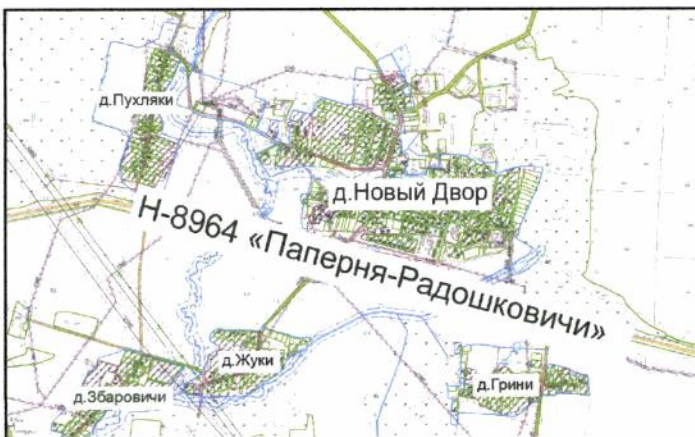 д.Пухляки
д.Новый Двор
Н-8964 «Паперня-Радошковичи»
д.Жуки
д.Збаровичи
д.Грини